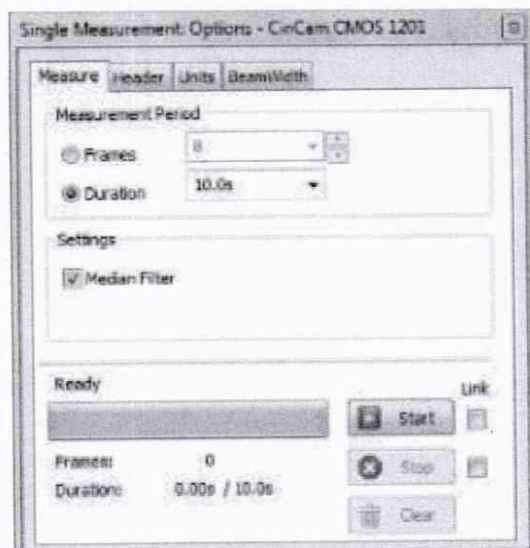 Single Measurement: Options - CinCam CMOS 1201
Measure Header Units BeamWidth
Measurement Period
Frames 8
Duration 10.0s
Settings
Median Filter
Ready
Link
Start
Frames: 0
Stop
Duration: 0.00s / 10.0s
Clear